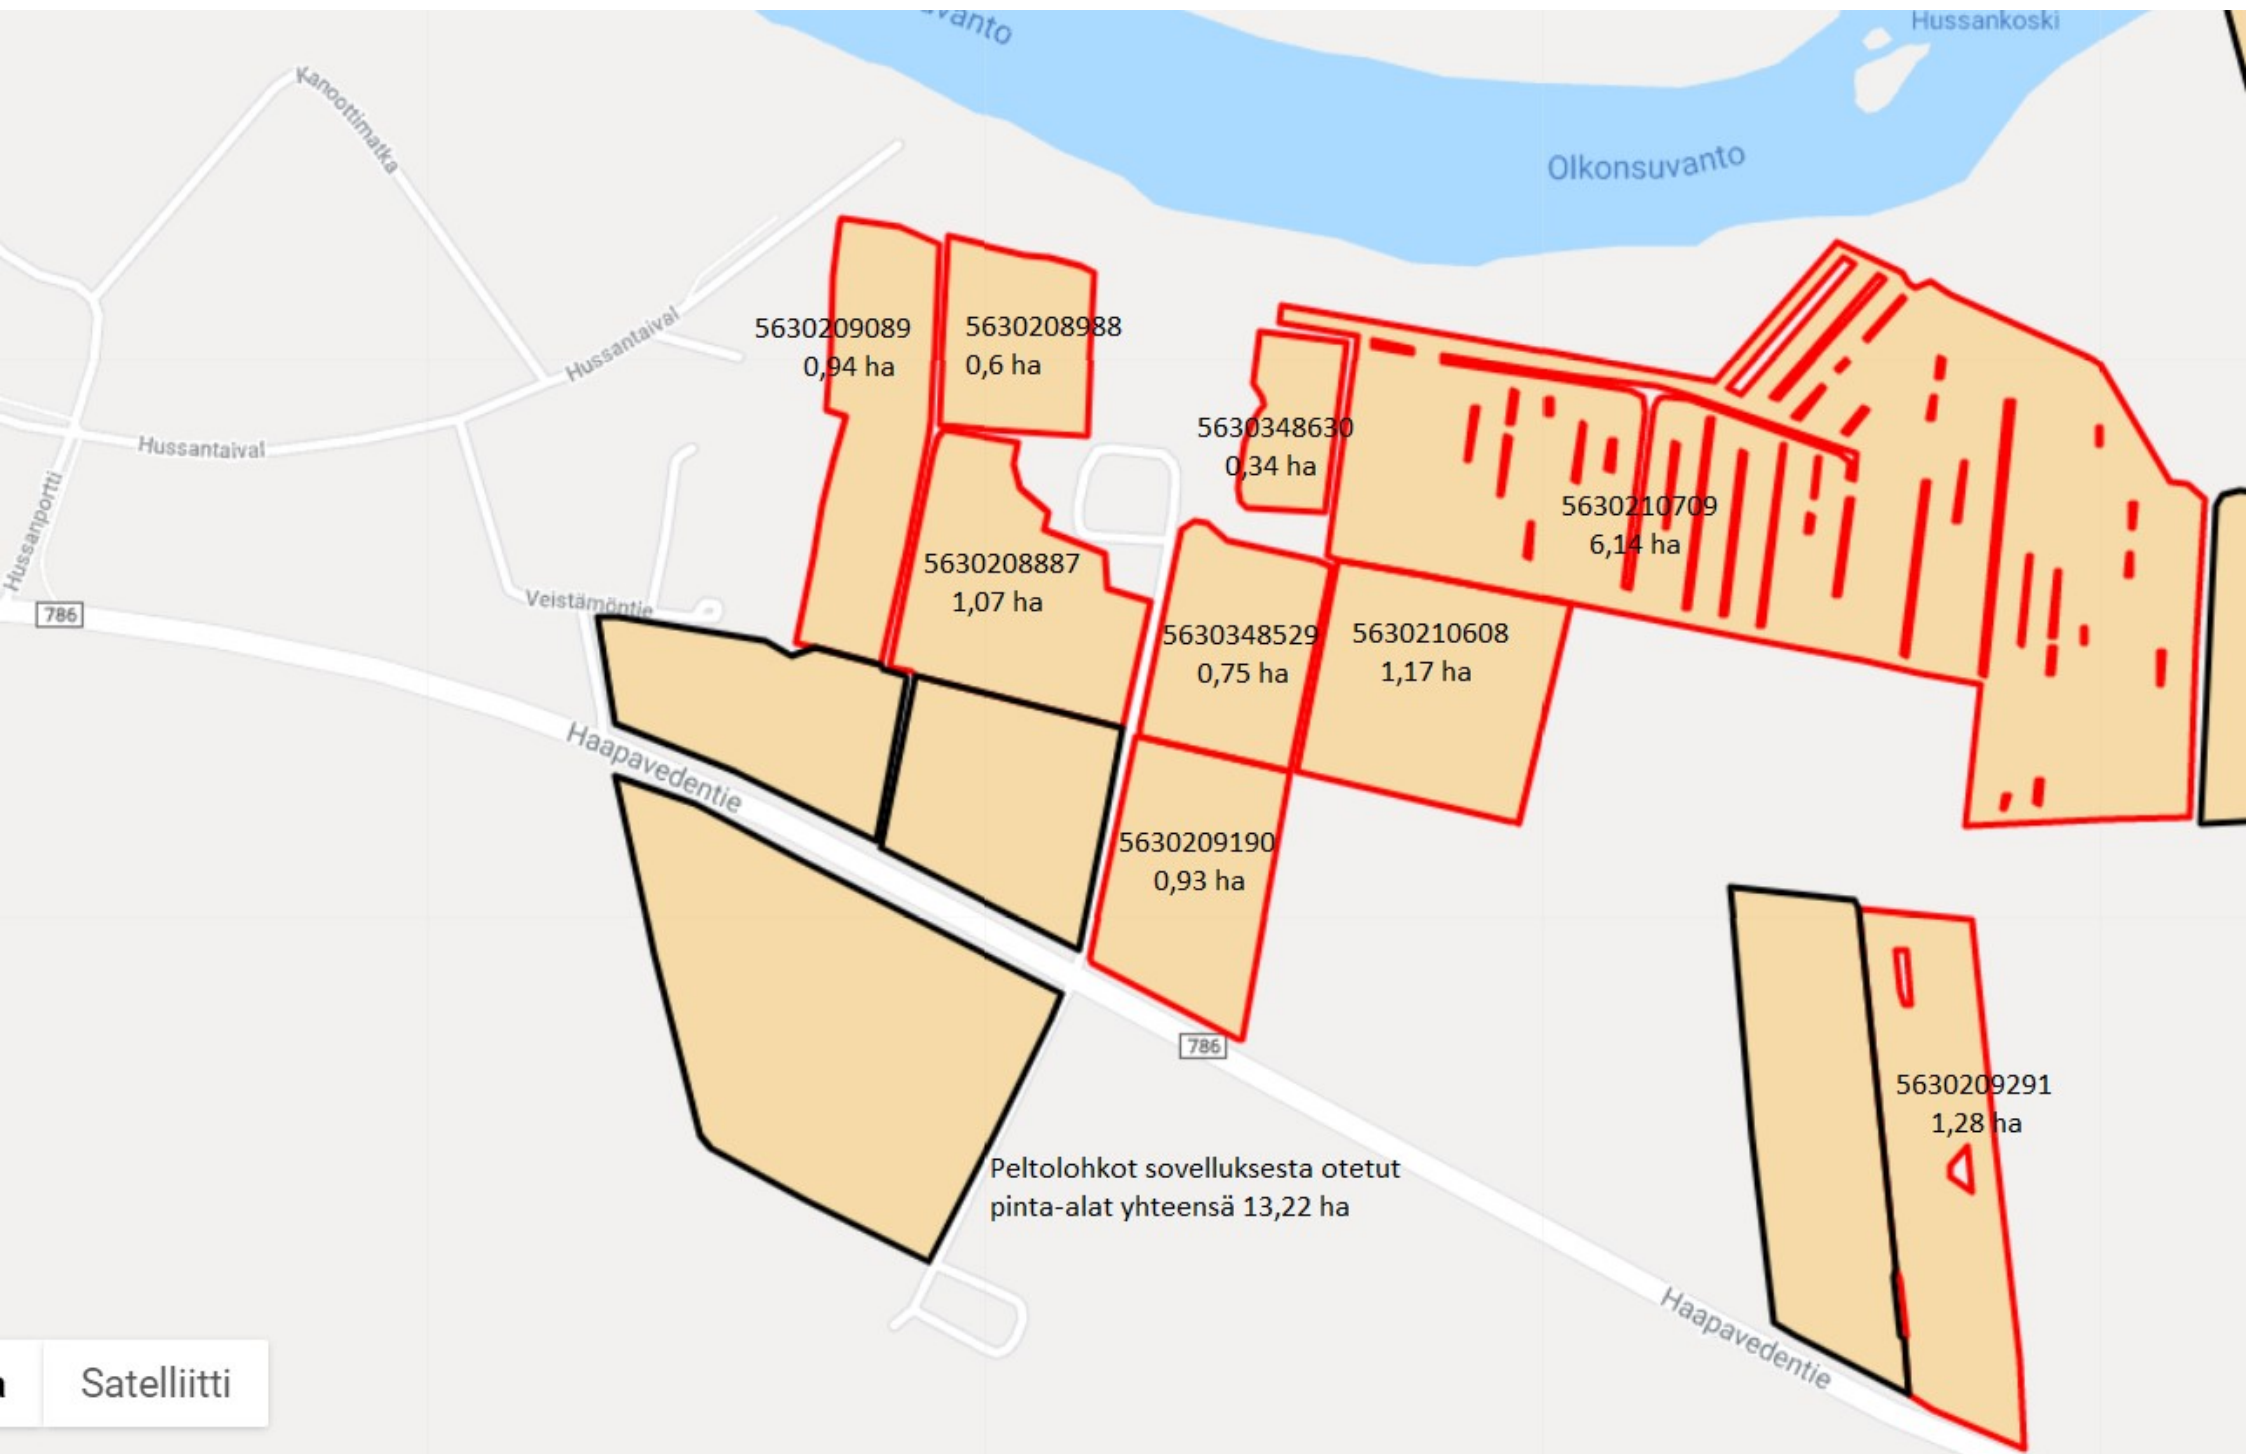 Hussankoski
Kanoottimatka
Olkonsuvanto
5630209089
0,94 ha
5630208988
0,6 ha
Hussantaival
Hussantaival
5630348630
0,34 ha
Hussanportti
5630210709
6,14 ha
5630208887
1,07 ha
Veistämöntie
786
5630348529
0,75 ha
5630210608
1,17 ha
Haapavedentie
5630209190
0,93 ha
786
5630209291
1,28 ha
Peltolohkot sovelluksesta otetut
pinta-alat yhteensä 13,22 ha
Haapavedentie
Satelliitti